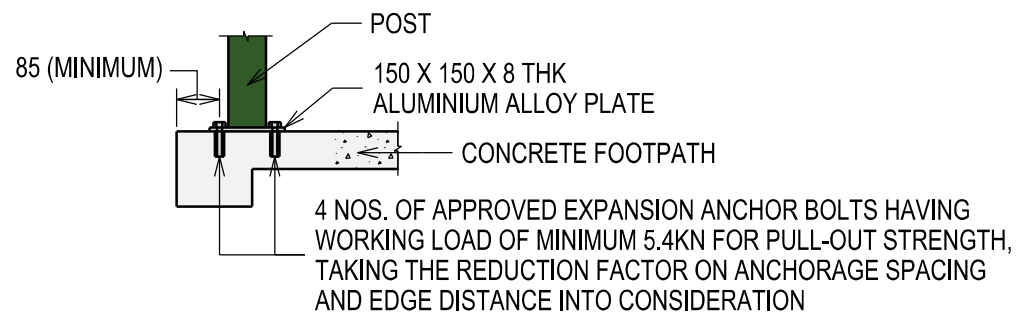 POST
85 (MINIMUM)
150 X 150 X 8 THK
ALUMINIUM ALLOY PLATE
CONCRETE FOOTPATH
4 NOS. OF APPROVED EXPANSION ANCHOR BOLTS HAVING
WORKING LOAD OF MINIMUM 5.4KN FOR PULL-OUT STRENGTH,
TAKING THE REDUCTION FACTOR ON ANCHORAGE SPACING
AND EDGE DISTANCE INTO CONSIDERATION